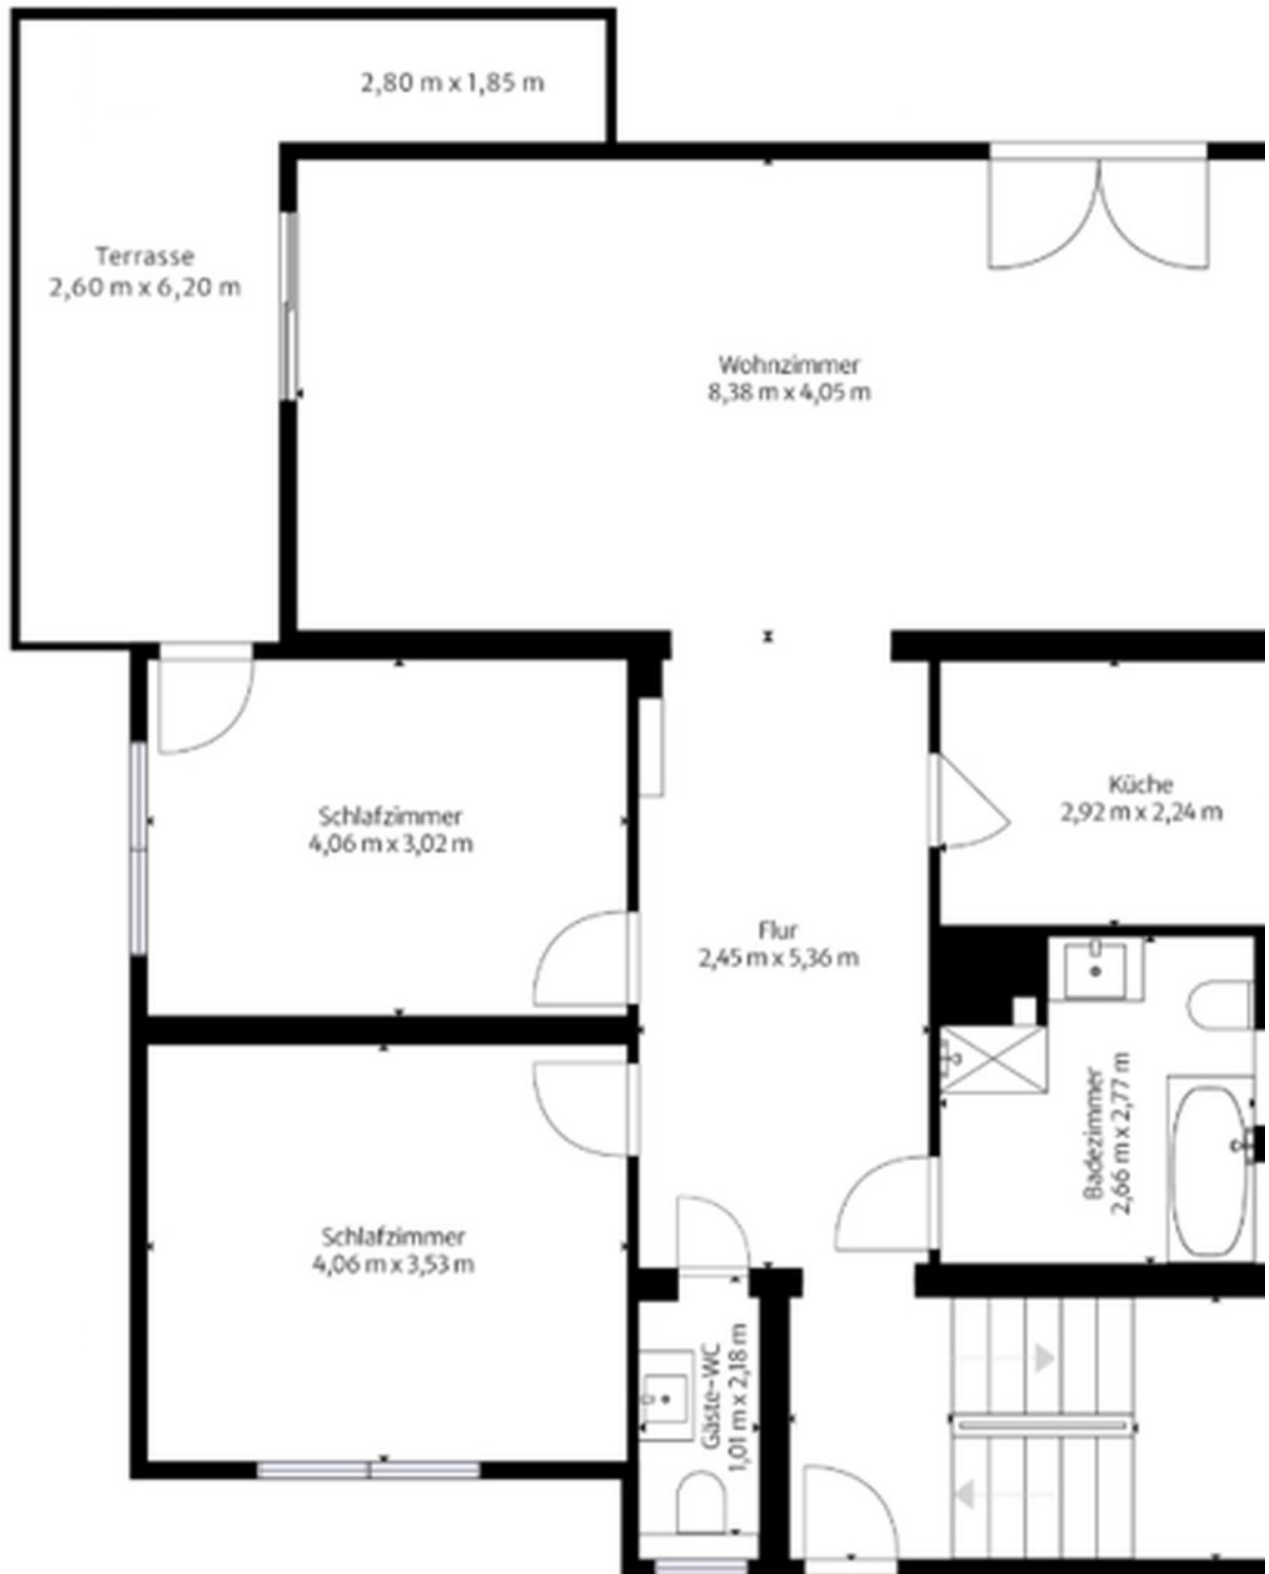 2,80 m x 1,85 m
Terrasse
2,60 m x 6,20 m
Wohnzimmer
8,38 m x 4,05 m
Küche
2,92 m x 2,24 m
Schlafzimmer
4,06 m x 3,02 m
Flur
2,45 m x 5,36 m
Badezimmer
2,66 m x 2,77 m
Schlafzimmer
4,06 m x 3,53 m
Gäste-WC
1,01 m x 2,18 m